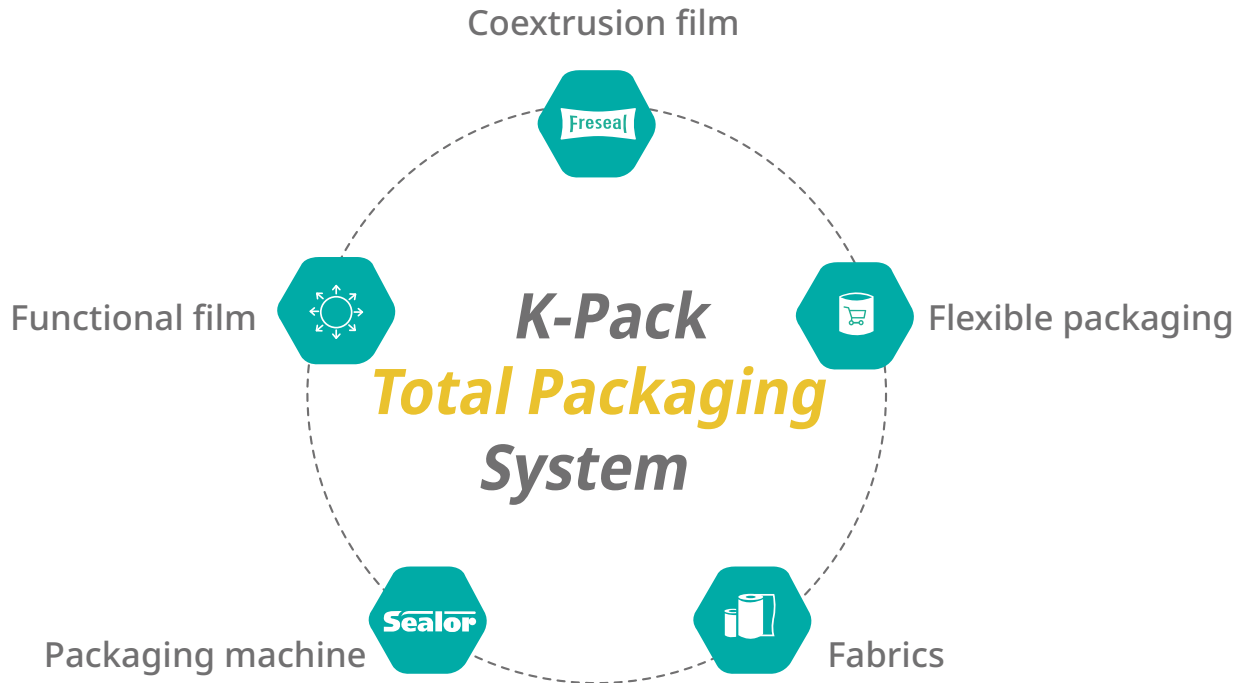 Coextrusion film
Freseal
Functional film
Flexible packaging
K-Pack
Total Packaging
System
Sealor
Packaging machine
Fabrics